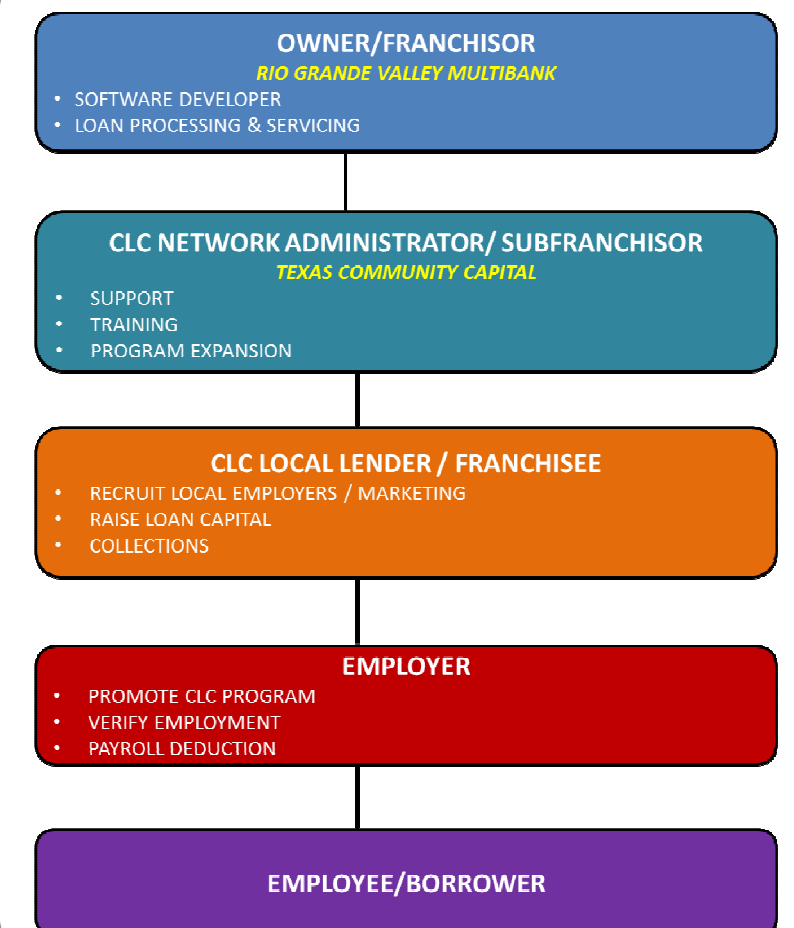 OWNER/FRANCHISOR
RIO GRANDE VALLEY MULTIBANK
• SOFTWARE DEVELOPER
• LOAN PROCESSING & SERVICING
CLC NETWORK ADMINISTRATOR/ SUBFRANCHISOR
TEXAS COMMUNITY CAPITAL
• SUPPORT
• TRAINING
• PROGRAM EXPANSION
CLC LOCAL LENDER / FRANCHISEE
• RECRUIT LOCAL EMPLOYERS / MARKETING
• RAISE LOAN CAPITAL
• COLLECTIONS
EMPLOYER
• PROMOTE CLC PROGRAM
• VERIFY EMPLOYMENT
• PAYROLL DEDUCTION
EMPLOYEE/BORROWER